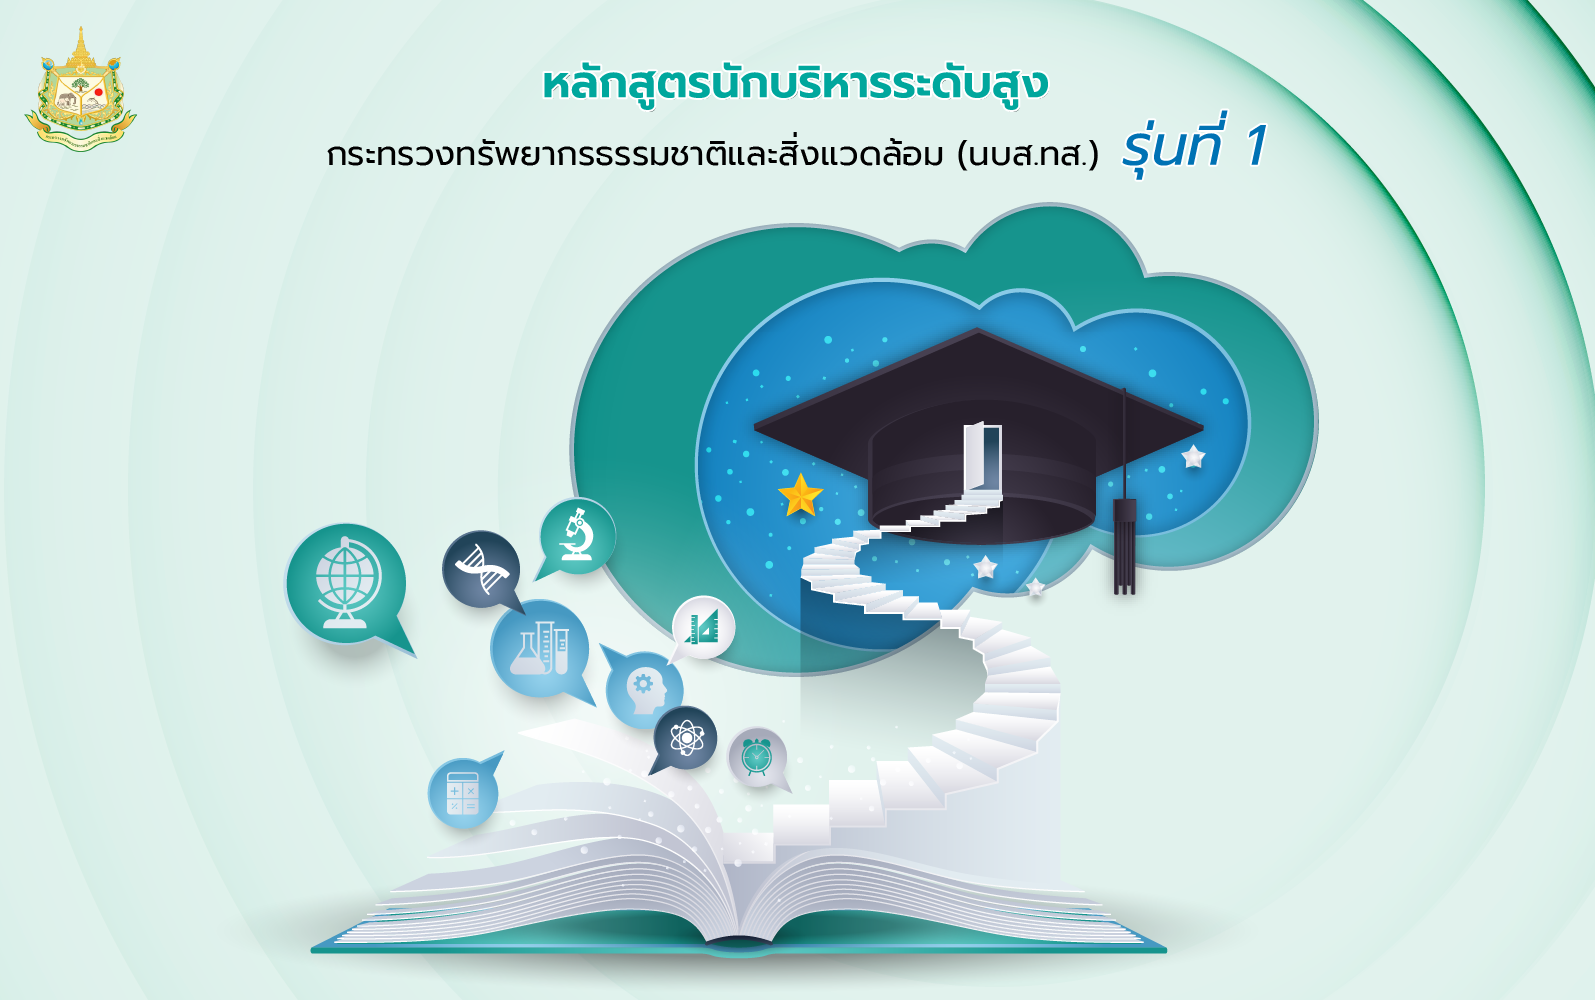 หลักสูตรนักบริหารระดับสูง
กระทรวงทรัพยากรธรรมชาติและสิ่งแวดล้อม (นบส.ทส.) รุ่นที่ 1